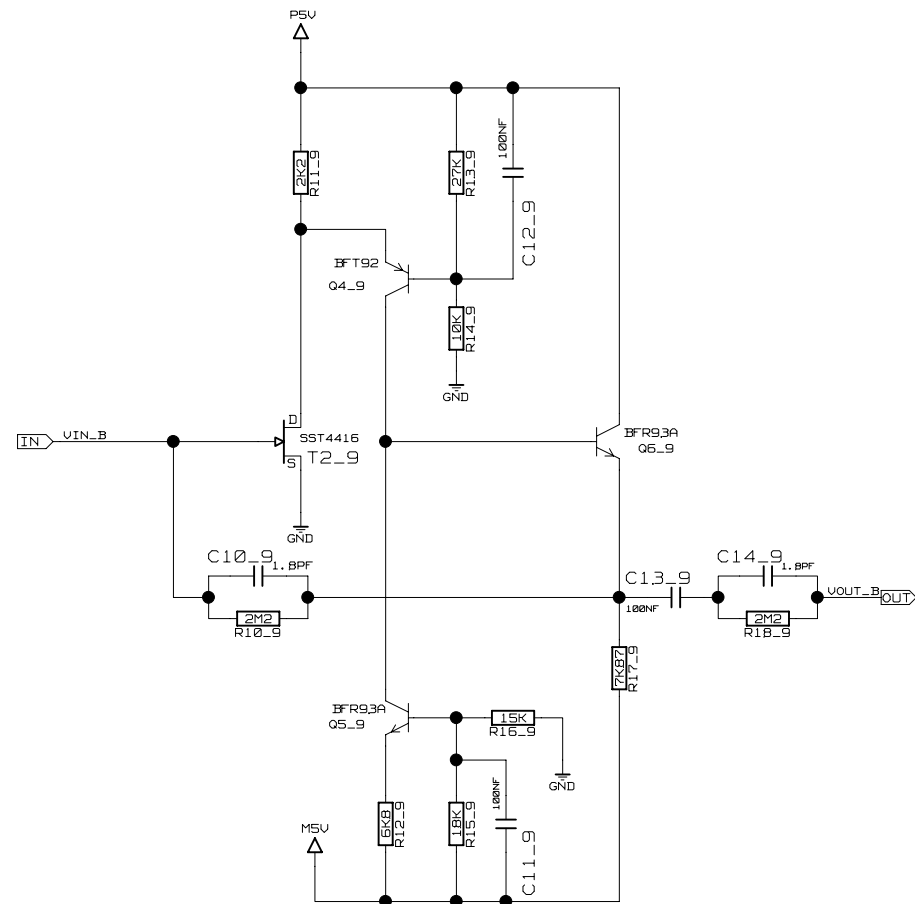 P5V
2K2
R11_9
27K
R13_9
100NF
C12_9
BFT92
Q4_9
10K
R14_9
GND
IN
VIN_B
D
SST4416
S
T2_9
BFR93A
Q6_9
GND
C10_9
1.8PF
2M2
R10_9
C13_9
100NF
C14_9
1.8PF
2M2
R18_9
VOUT_B
OUT
7K87
R17_9
BFR93A
Q5_9
15K
R16_9
GND
100NF
M5V
6K8
R12_9
18K
R15_9
C11_9